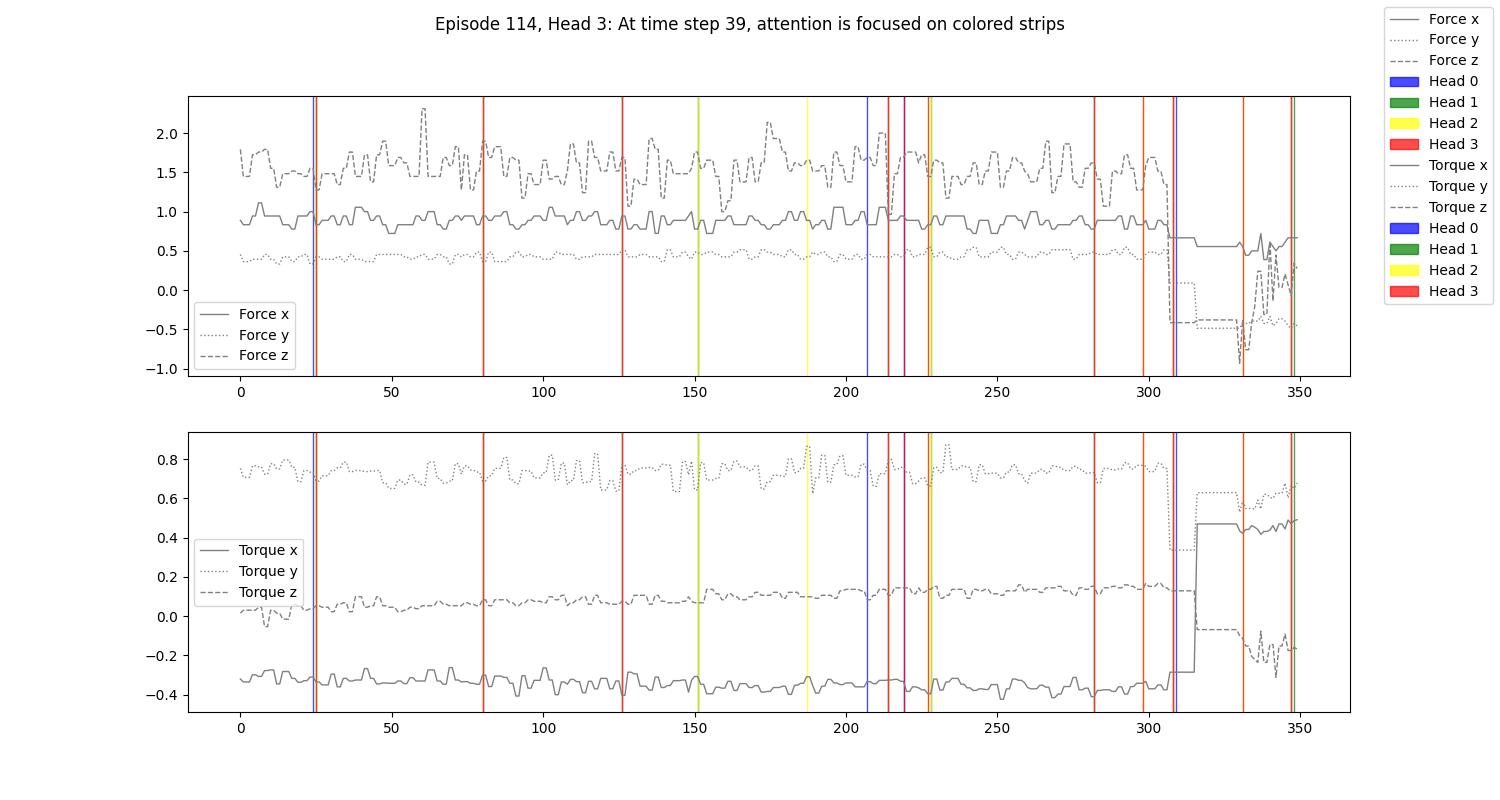 Episode 114, Head 3: At time step 39, attention is focused on colored strips
Force x
Force y
Force z
Head 0
Head 1
Head 2
Head 3
Torque x
Torque y
Torque z
Head 0
Head 1
Head 2
Head 3
2.0
1.5
1.0
0.5
0.0
−0.5
−1.0
Force x
Force y
Force z
0 50 100 150 200 250 300 350
0.8
0.6
0.4
0.2
0.0
−0.2
−0.4
Torque x
Torque y
Torque z
0 50 100 150 200 250 300 350